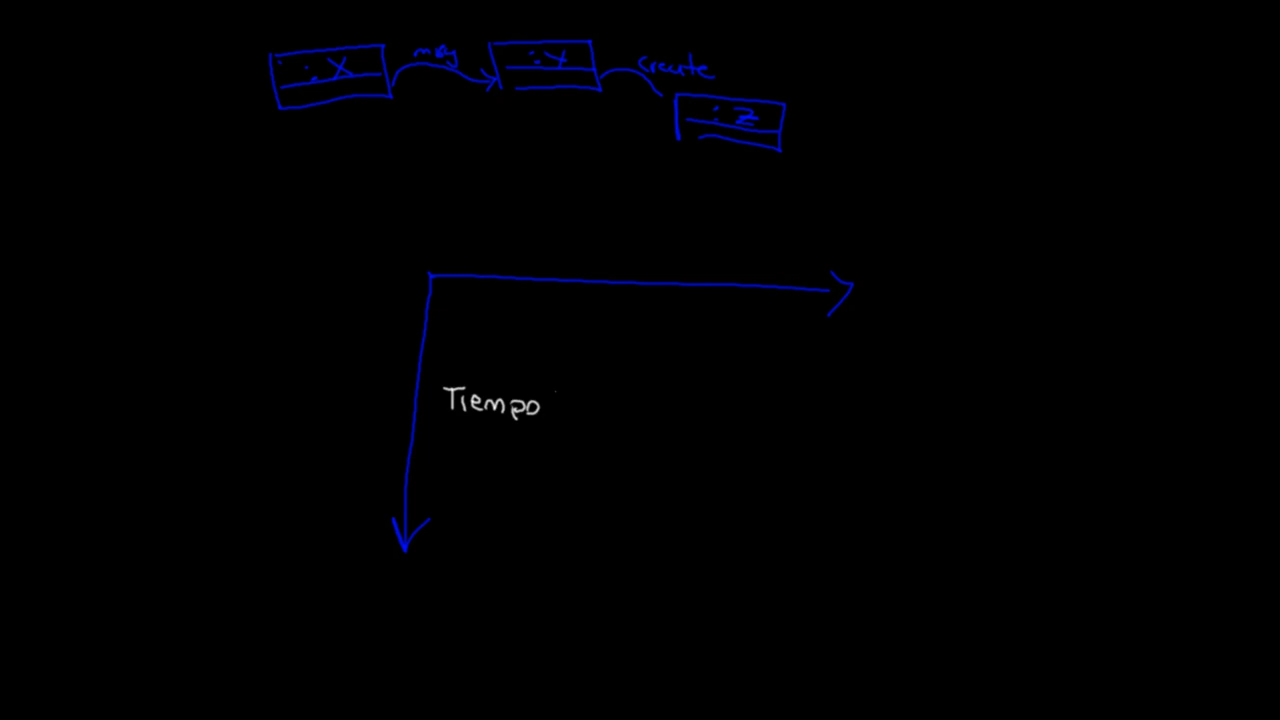 : X
msg
: Y
create
: Z
Tiempo